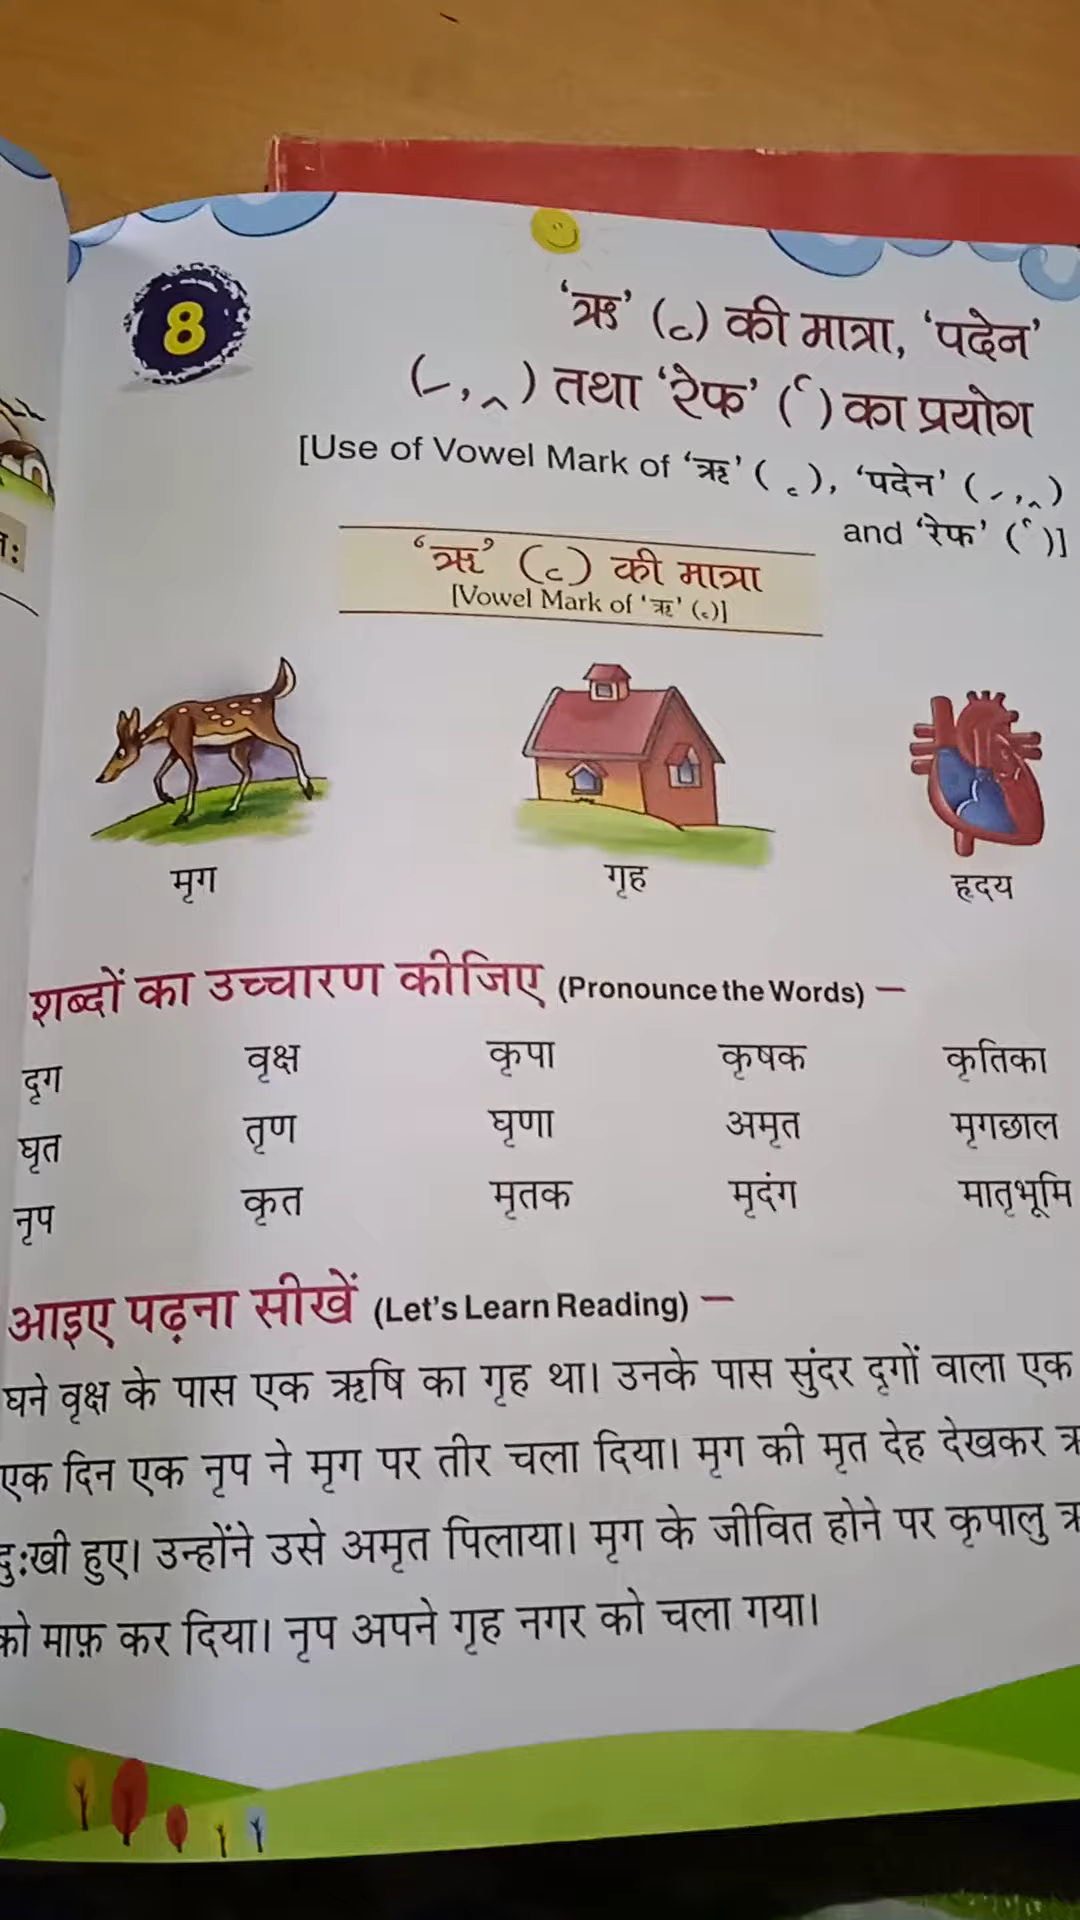 8
‘ऋ’ (ृ) की मात्रा, ‘पदेन’
(्र , ^ ) तथा ‘रेफ’ (र्) का प्रयोग
[Use of Vowel Mark of ‘ऋ’ (ृ), ‘पदेन’ (्र , ^)
and ‘रेफ’ (र्)]
‘ऋ’ (ृ) की मात्रा
[Vowel Mark of ‘ऋ’ (ृ)]
मृग गृह हृदय
शब्दों का उच्चारण कीजिए (Pronounce the Words) –
दृग वृक्ष कृपा कृषक कृतिका
घृत तृण घृणा अमृत मृगछाल
नृप कृत मृतक मृदंग मातृभूमि
आइए पढ़ना सीखें (Let’s Learn Reading) –
घने वृक्ष के पास एक ऋषि का गृह था। उनके पास सुंदर दृगों वाला एक
एक दिन एक नृप ने मृग पर तीर चला दिया। मृग की मृत देह देखकर
दुःखी हुए। उन्होंने उसे अमृत पिलाया। मृग के जीवित होने पर कृपालु
को माफ़ कर दिया। नृप अपने गृह नगर को चला गया।